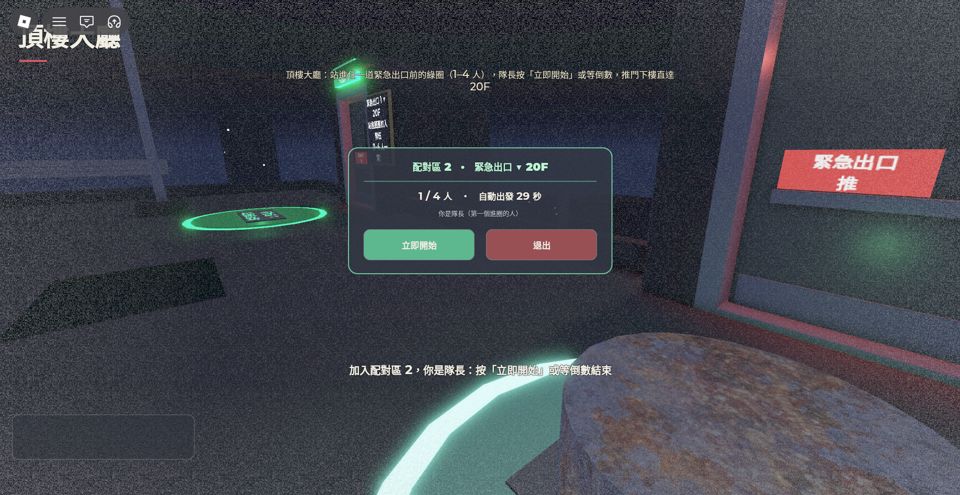 頂樓大廳
頂樓大廳：站進任一道緊急出口前的綠圈（1–4 人），隊長按「立即開始」或等倒數，推門下樓直達
20F
緊急出口
20F
配對區 2 • 緊急出口 ▼ 20F
1 / 4 人 • 自動出發 29 秒
你是隊長（第一個進圈的人）
立即開始
退出
緊急出口
推
加入配對區 2，你是隊長：按「立即開始」或等倒數結束